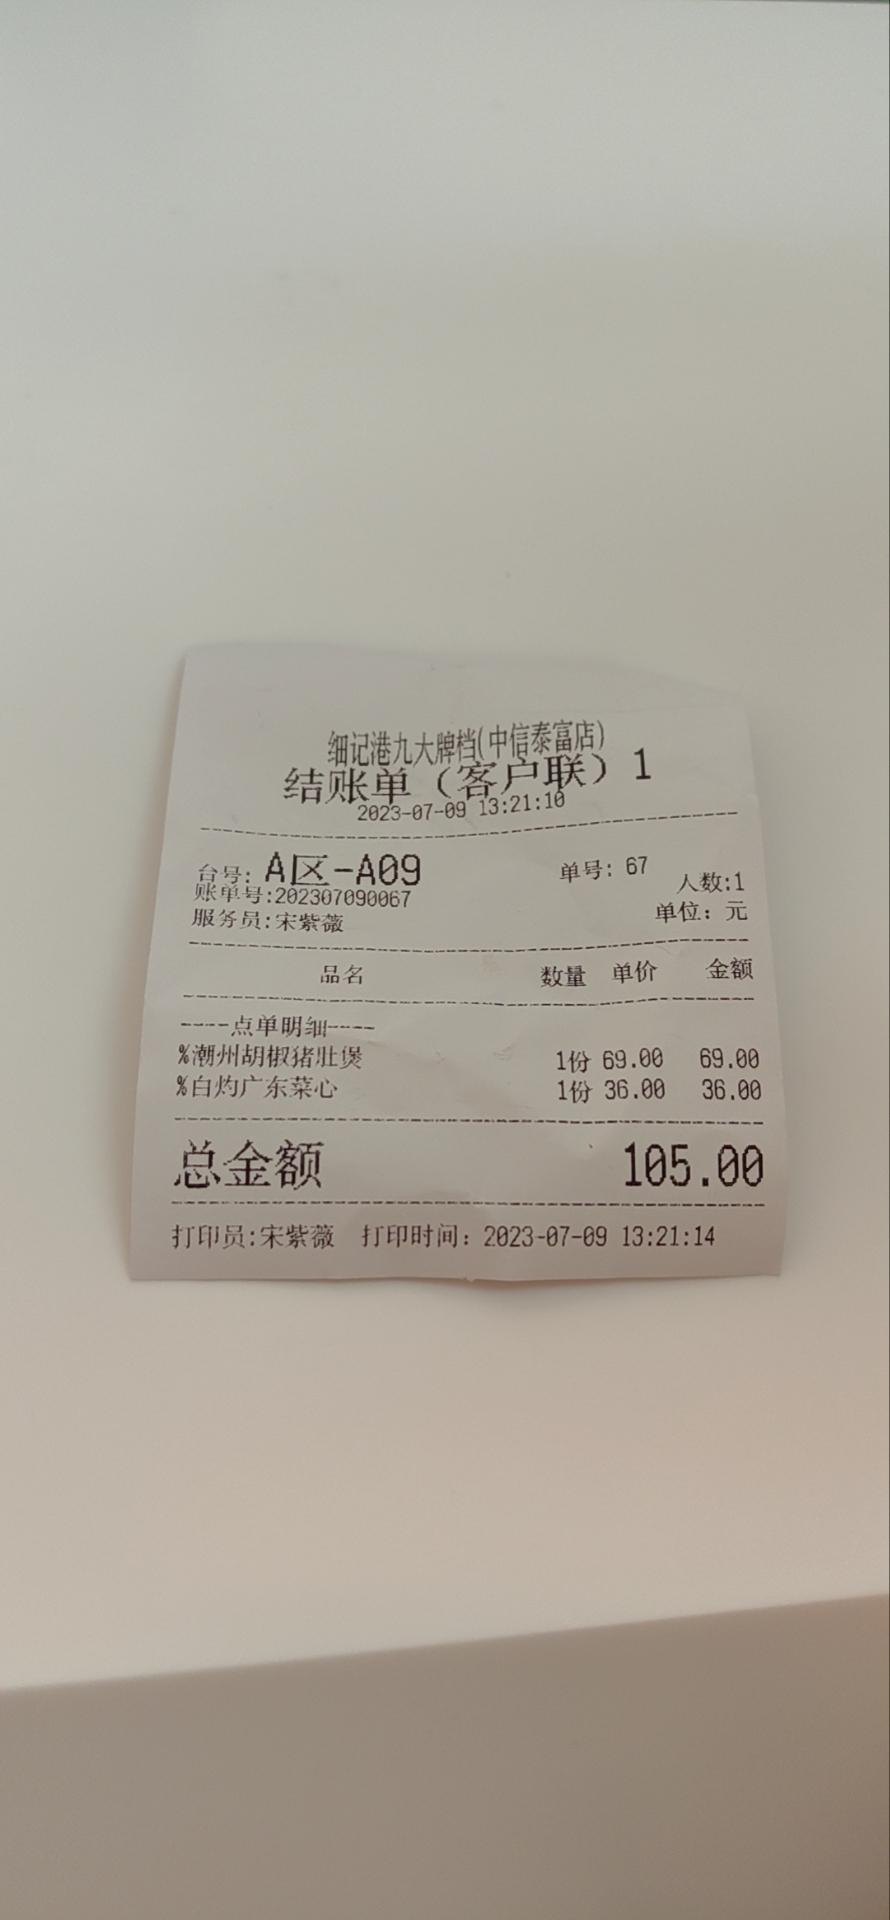 细记港九大牌档(中信泰富店)
结账单（客户联）1
2023-07-09 13:21:10
台号: A区-A09 单号: 67
账单号:202307090067 人数:1
服务员:宋紫薇 单位：元
品名 数量 单价 金额
----点单明细----
%潮州胡椒猪肚煲 1份 69.00 69.00
%白灼广东菜心 1份 36.00 36.00
总金额 105.00
打印员:宋紫薇 打印时间：2023-07-09 13:21:14